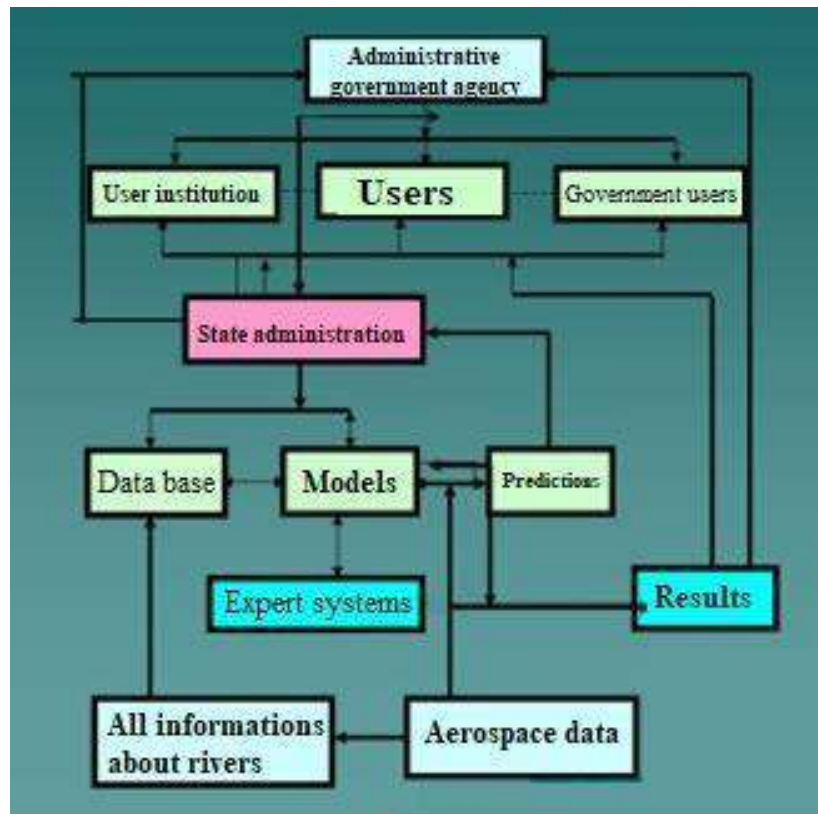 Administrative
government agency
User institution
Users
Government users
State administration
Data base
Models
Predictions
Expert systems
Results
All informations
about rivers
Aerospace data